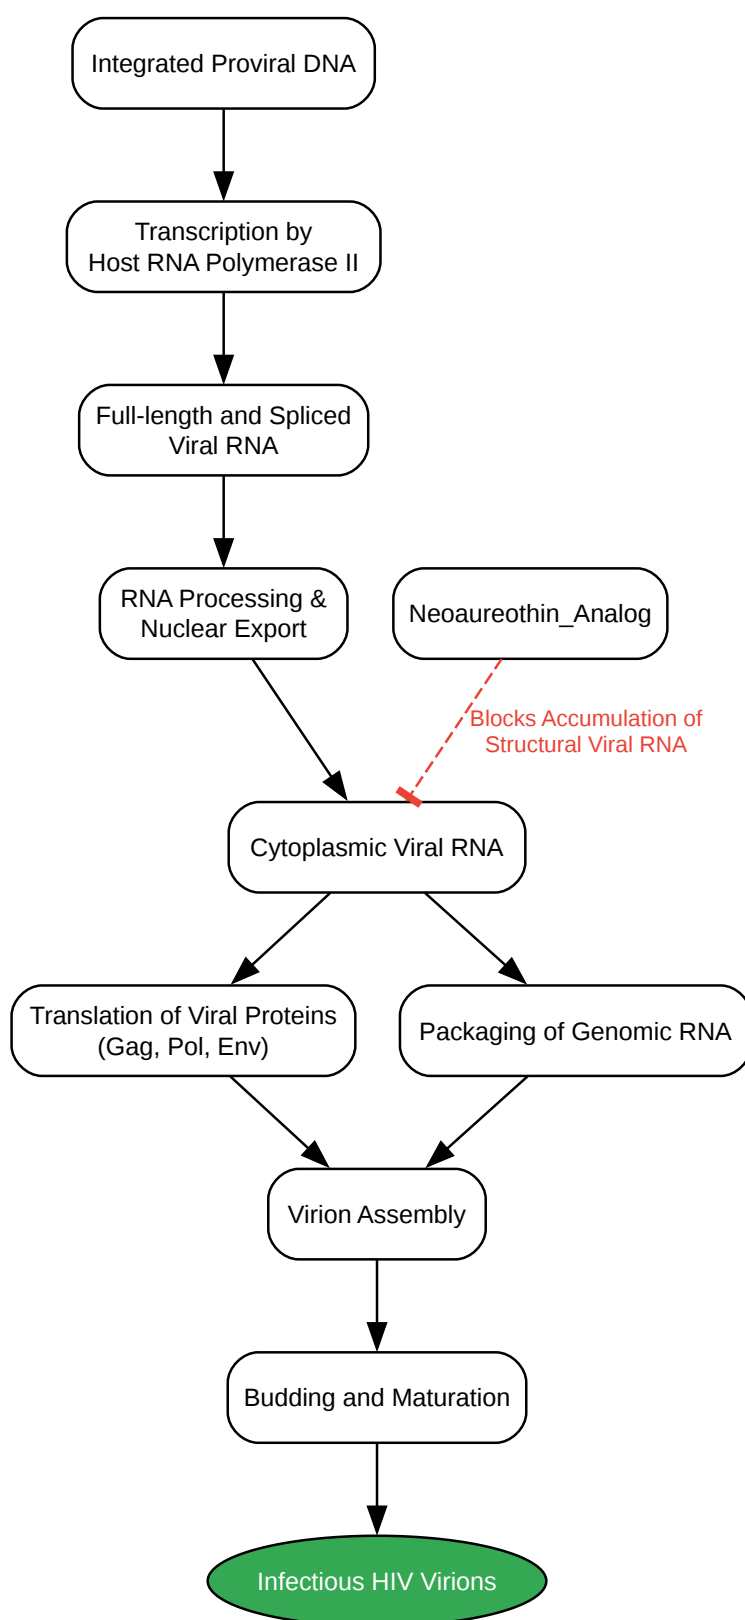 Integrated Proviral DNA
Transcription by
Host RNA Polymerase II
Full-length and Spliced
Viral RNA
RNA Processing &
Nuclear Export
Neoaureothin_Analog
Blocks Accumulation of
Structural Viral RNA
Cytoplasmic Viral RNA
Translation of Viral Proteins
(Gag, Pol, Env)
Packaging of Genomic RNA
Virion Assembly
Budding and Maturation
Infectious HIV Virions